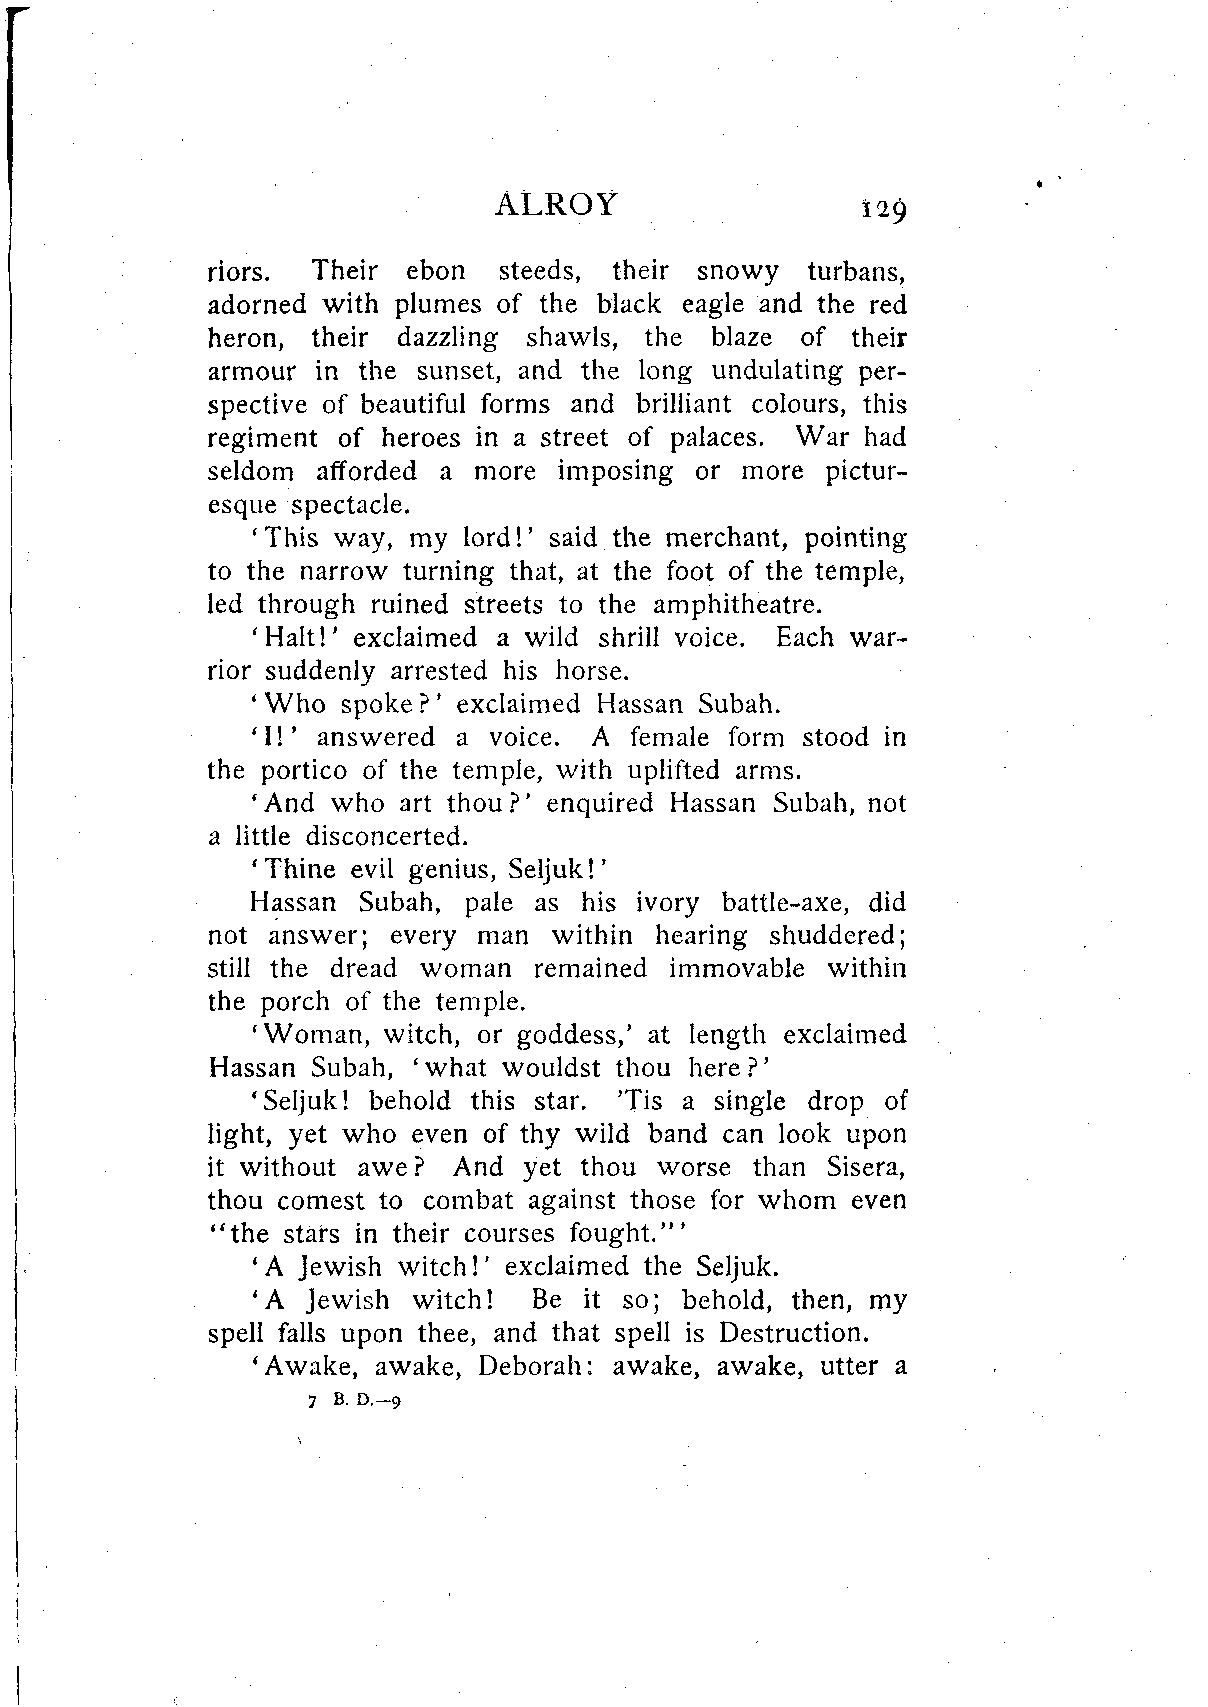 ALROY 129
riors. Their ebon steeds, their snowy turbans,
adorned with plumes of the black eagle and the red
heron, their dazzling shawls, the blaze of their
armour in the sunset, and the long undulating per-
spective of beautiful forms and brilliant colours, this
regiment of heroes in a street of palaces. War had
seldom afforded a more imposing or more pictur-
esque spectacle.
‘This way, my lord!’ said the merchant, pointing
to the narrow turning that, at the foot of the temple,
led through ruined streets to the amphitheatre.
‘Halt!’ exclaimed a wild shrill voice. Each war-
rior suddenly arrested his horse.
‘Who spoke?’ exclaimed Hassan Subah.
‘I!’ answered a voice. A female form stood in
the portico of the temple, with uplifted arms.
‘And who art thou?’ enquired Hassan Subah, not
a little disconcerted.
‘Thine evil genius, Seljuk!’
Hassan Subah, pale as his ivory battle-axe, did
not answer; every man within hearing shuddered;
still the dread woman remained immovable within
the porch of the temple.
‘Woman, witch, or goddess,’ at length exclaimed
Hassan Subah, ‘what wouldst thou here?’
‘Seljuk! behold this star. ’Tis a single drop of
light, yet who even of thy wild band can look upon
it without awe? And yet thou worse than Sisera,
thou comest to combat against those for whom even
“the stars in their courses fought.”’
‘A Jewish witch!’ exclaimed the Seljuk.
‘A Jewish witch! Be it so; behold, then, my
spell falls upon thee, and that spell is Destruction.
‘Awake, awake, Deborah: awake, awake, utter a
7 B. D.—9